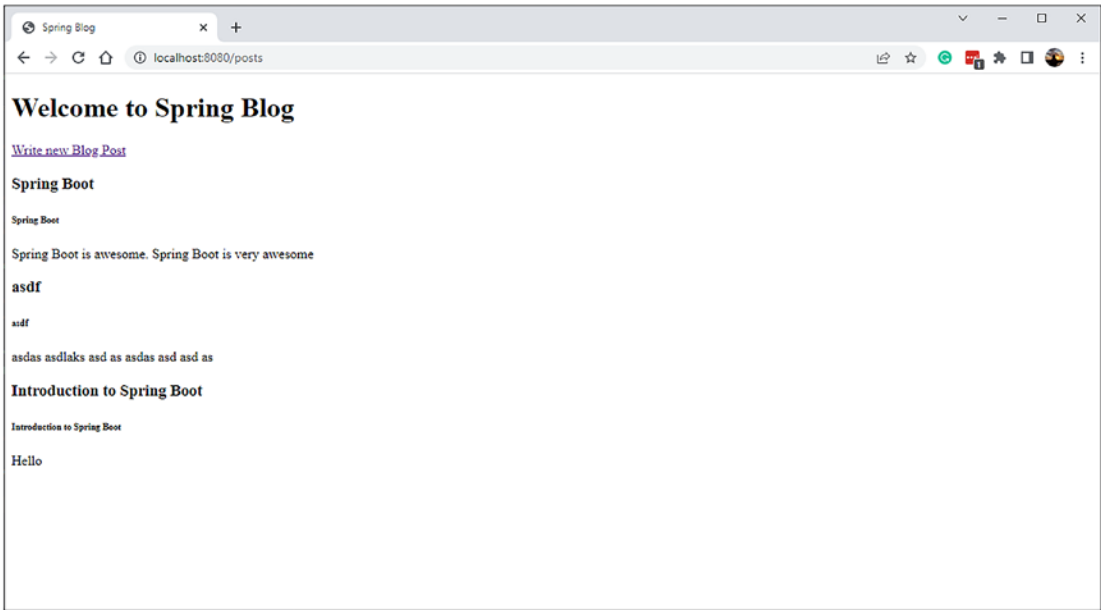 Spring Blog
localhost:8080/posts
1
Welcome to Spring Blog
Write new Blog Post
Spring Boot
Spring Boot
Spring Boot is awesome. Spring Boot is very awesome
asdf
asdf
asdas asdlaks asd as asdas asd asd as
Introduction to Spring Boot
Introduction to Spring Boot
Hello